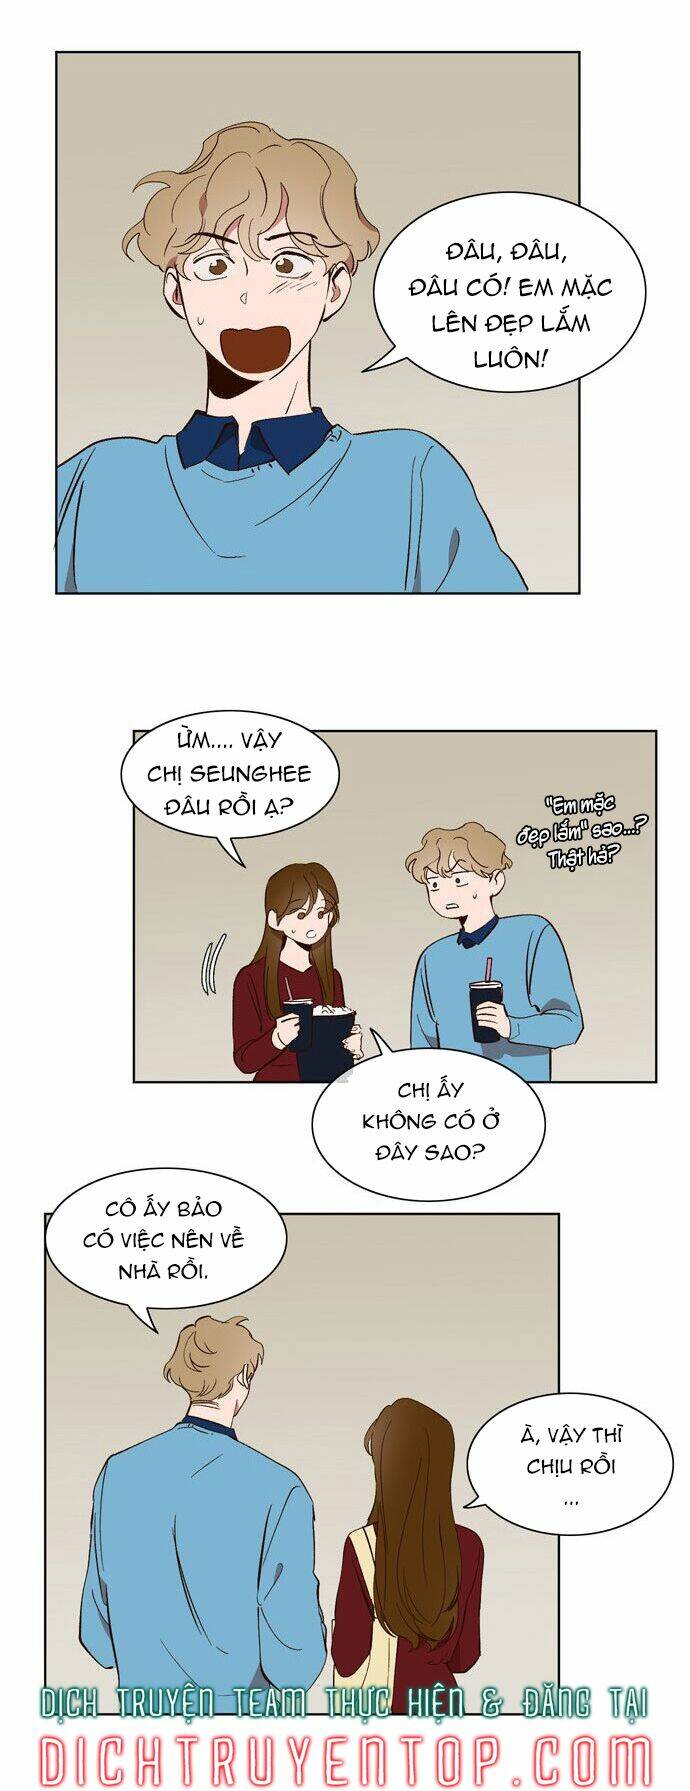 ĐÂU, ĐÂU,
ĐÂU CÓ! EM MẶC
LÊN ĐẸP LẮM
LUÔN!
ỪM.... VẬY
CHỊ SEUNGHEE
ĐÂU RỒI Ạ?
"Em mặc
đẹp lắm" sao...?
Thật hả?
CHỊ ẤY
KHÔNG CÓ Ở
ĐÂY SAO?
CÔ ẤY BẢO
CÓ VIỆC NÊN VỀ
NHÀ RỒI.
À, VẬY THÌ
CHỊU RỒI
...
DỊCH TRUYỆN TEAM THỰC HIỆN & ĐĂNG TẠI
DICHTRUYENTOP.COM